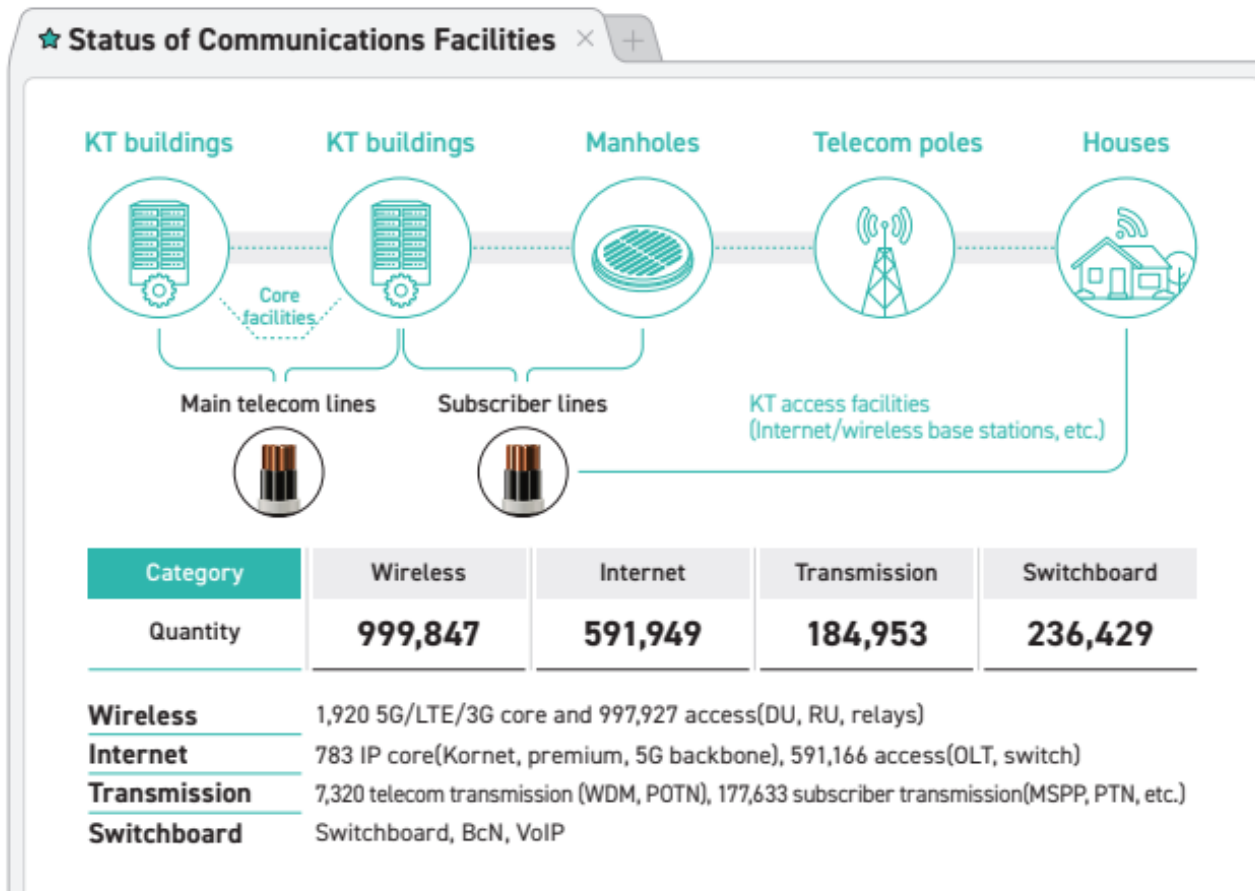 Status of Communications Facilities
KT buildings
KT buildings
Manholes
Telecom poles
Houses
Core
facilities
Main telecom lines
Subscriber lines
KT access facilities
(Internet/wireless base stations, etc.)
Category Wireless Internet Transmission Switchboard
Quantity 999,847 591,949 184,953 236,429
Wireless 1,920 5G/LTE/3G core and 997,927 access(DU, RU, relays)
Internet 783 IP core(Kornet, premium, 5G backbone), 591,166 access(OLT, switch)
Transmission 7,320 telecom transmission (WDM, POTN), 177,633 subscriber transmission(MSPP, PTN, etc.)
Switchboard Switchboard, BcN, VoIP